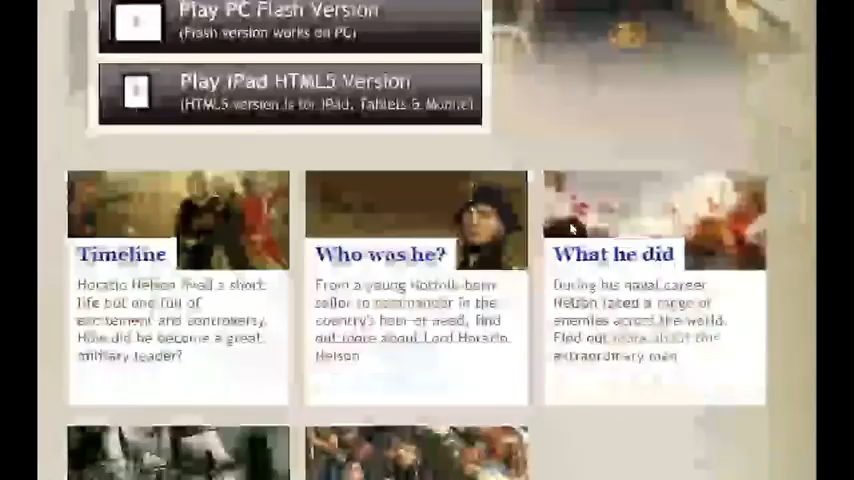 Play PC Flash Version
(Flash version works on PC)
Play iPad HTML5 Version
(HTML5 version is for iPad, Tablets & Mobile)
Timeline
Horatio Nelson lived a short
life but one full of
excitement and controversy.
How did he become a great
military leader?
Who was he?
From a young Norfolk-born
sailor to commander in the
country's hour of need, find
out more about Lord Horatio
Nelson
What he did
During his naval career
Nelson faced a range of
enemies across the world.
Find out more about this
extraordinary man